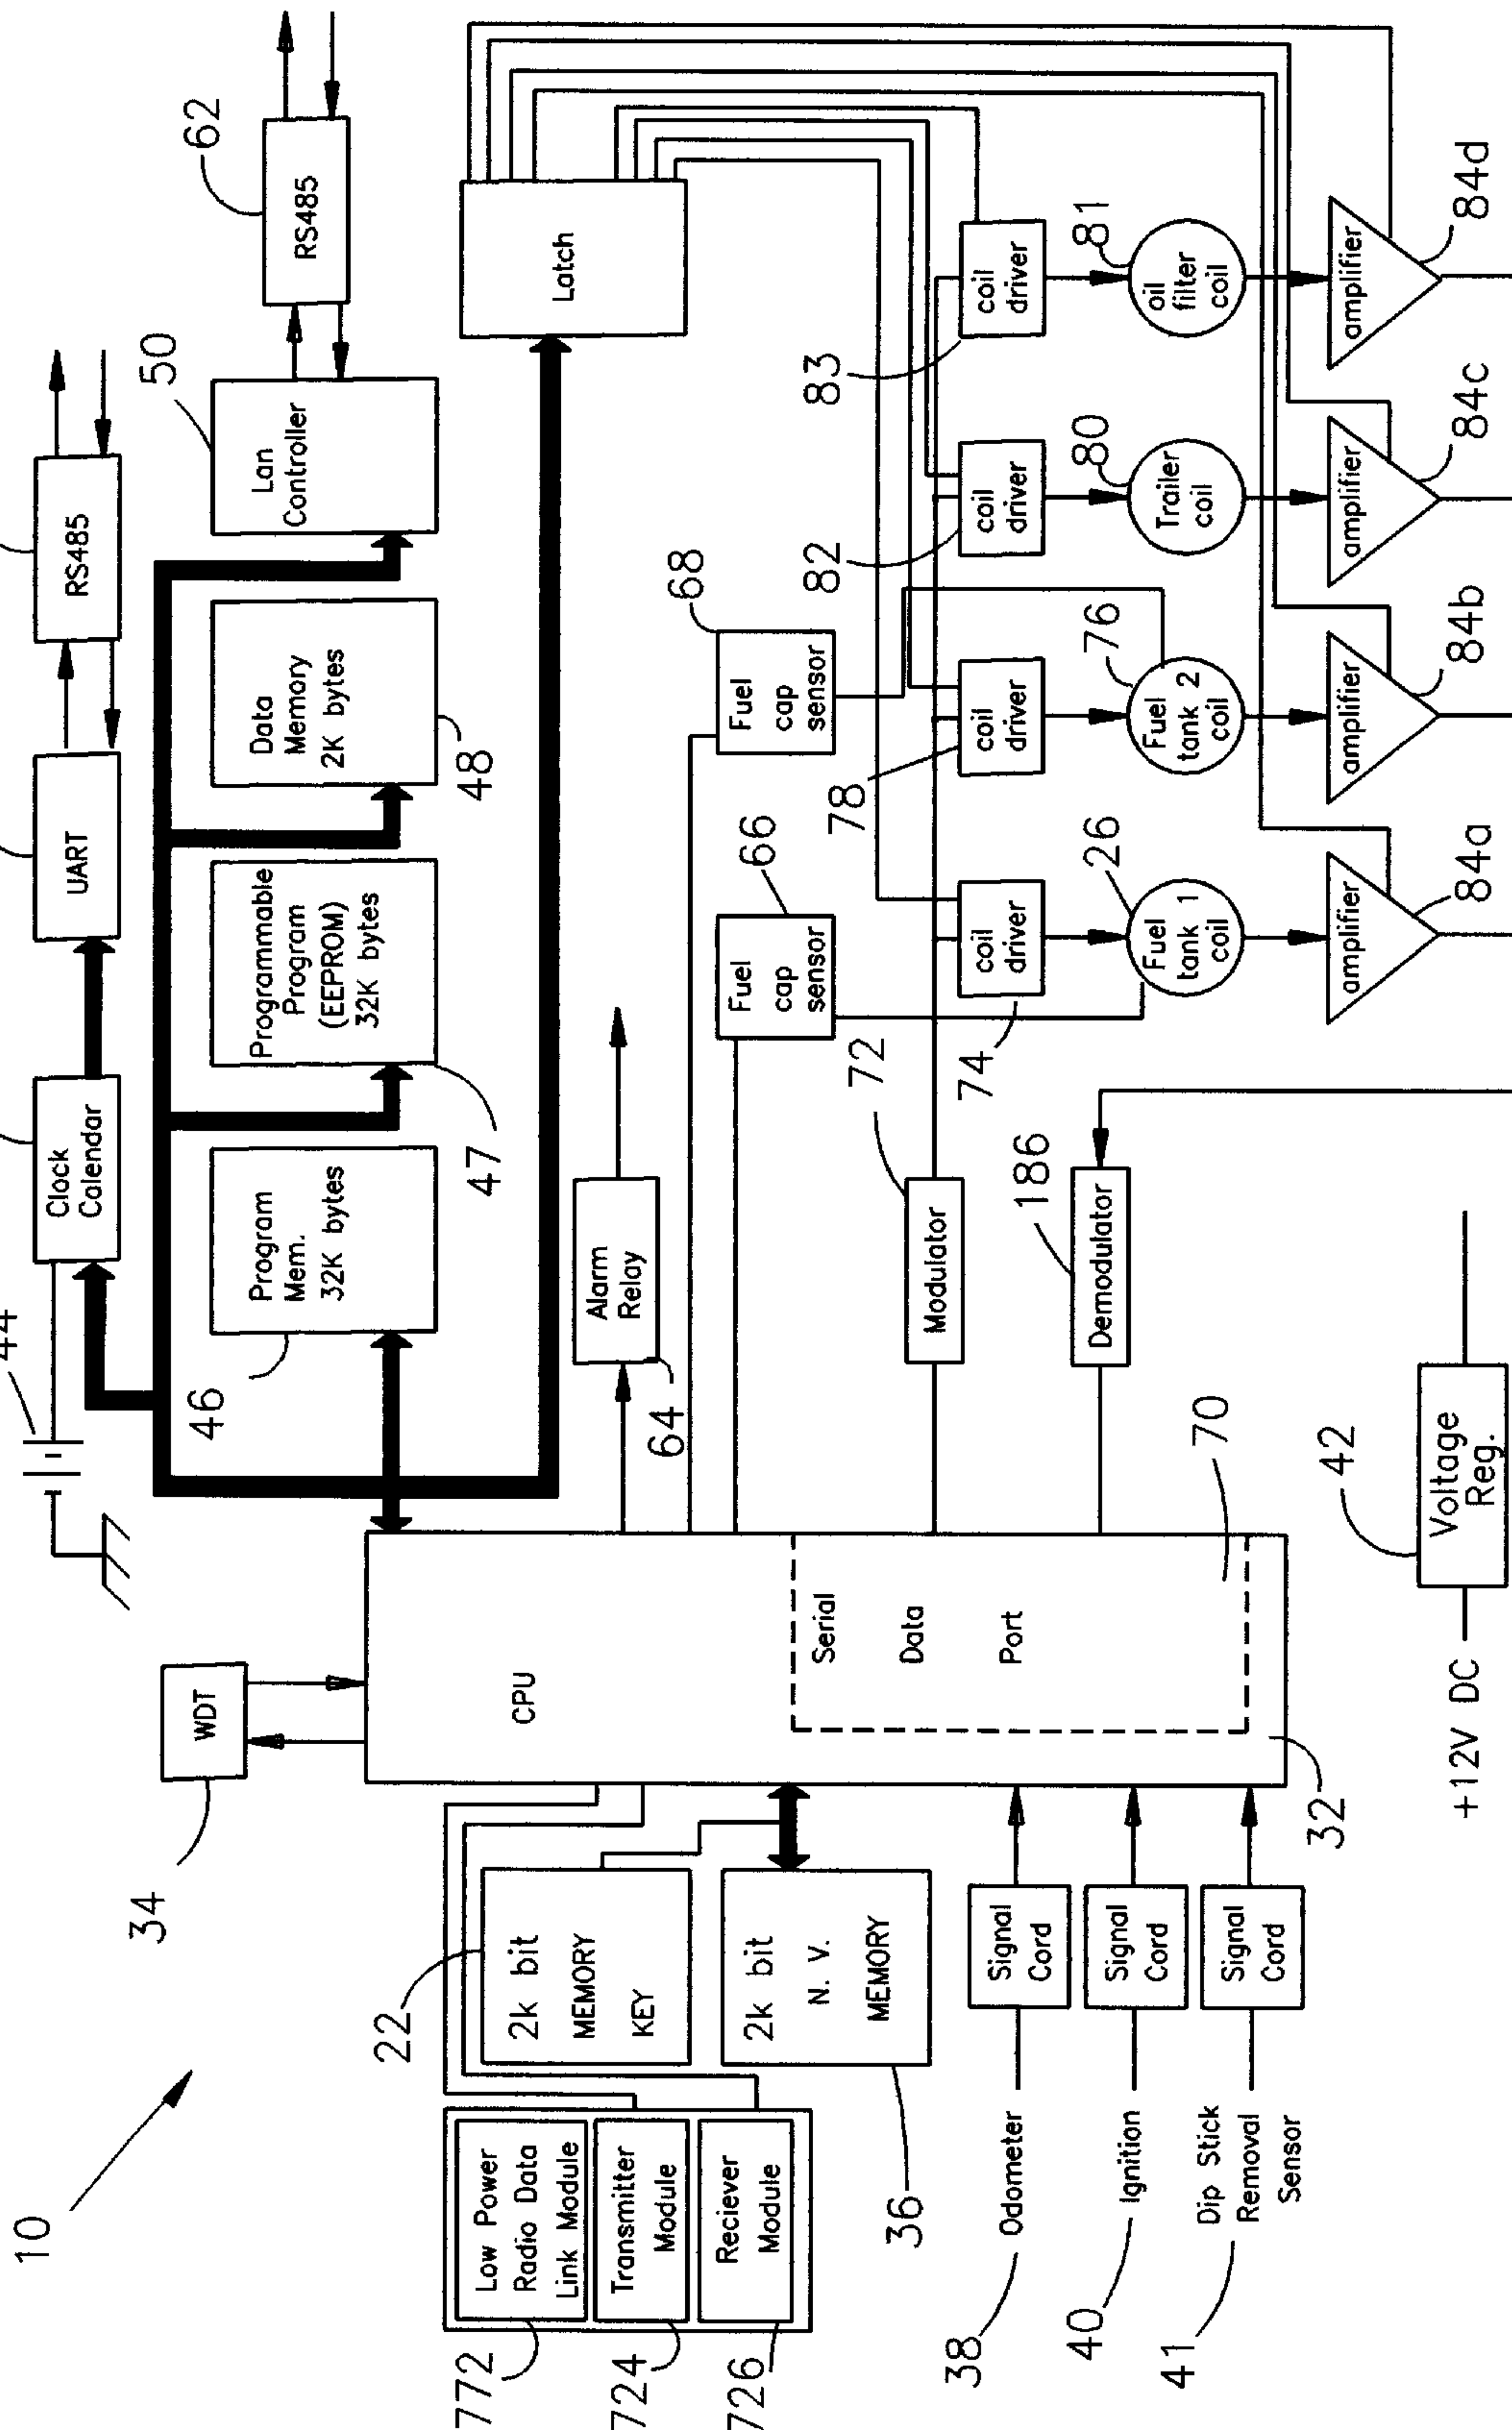 10
34
WDT
44
Clock
Calendar
UART
RS485
46
Program
Mem.
32K bytes
47
Programmable
Program
(EEPROM)
32K bytes
48
Data
Memory
2K bytes
50
Lan
Controller
62
RS485
Latch
CPU
Serial
Data
Port
70
32
772
Low Power
Radio Data
Link Module
724
Transmitter
Module
726
Reciever
Module
22
2k bit
MEMORY
KEY
36
2k bit
N. V.
MEMORY
38
Odometer
Signal
Cord
40
Ignition
Signal
Cord
41
Dip Stick
Removal
Sensor
Signal
Cord
Alarm
Relay
64
66
Fuel
cap
sensor
68
Fuel
cap
sensor
72
Modulator
186
Demodulator
74
coil
driver
78
coil
driver
82
coil
driver
83
coil
driver
26
Fuel
tank 1
coil
76
Fuel
tank 2
coil
80
Trailer
coil
81
oil
filter
coil
amplifier
84a
amplifier
84b
amplifier
84c
amplifier
84d
+12V DC
42
Voltage
Reg.